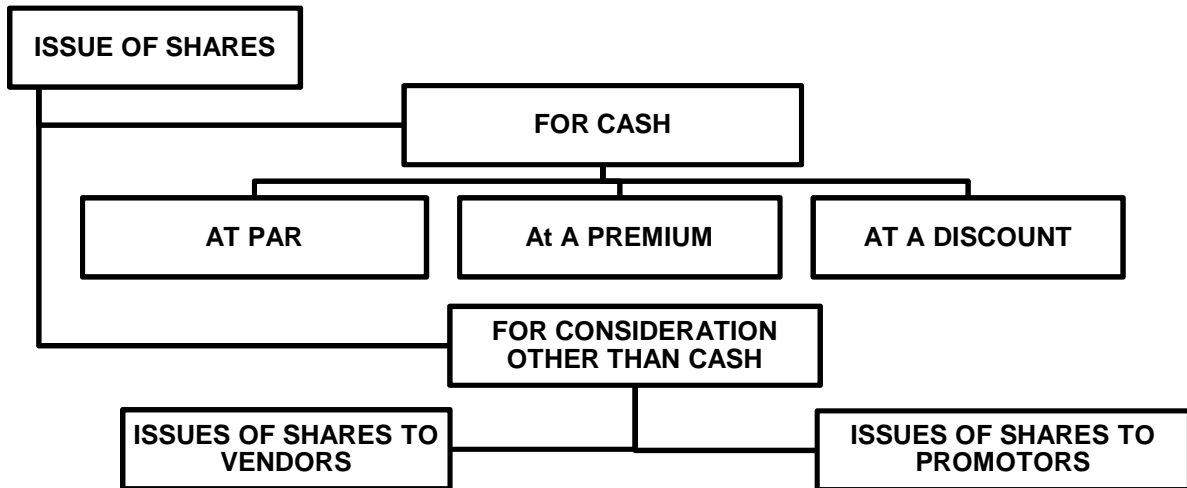 ISSUE OF SHARES
FOR CASH
AT PAR
At A PREMIUM
AT A DISCOUNT
FOR CONSIDERATION
OTHER THAN CASH
ISSUES OF SHARES TO
VENDORS
ISSUES OF SHARES TO
PROMOTORS